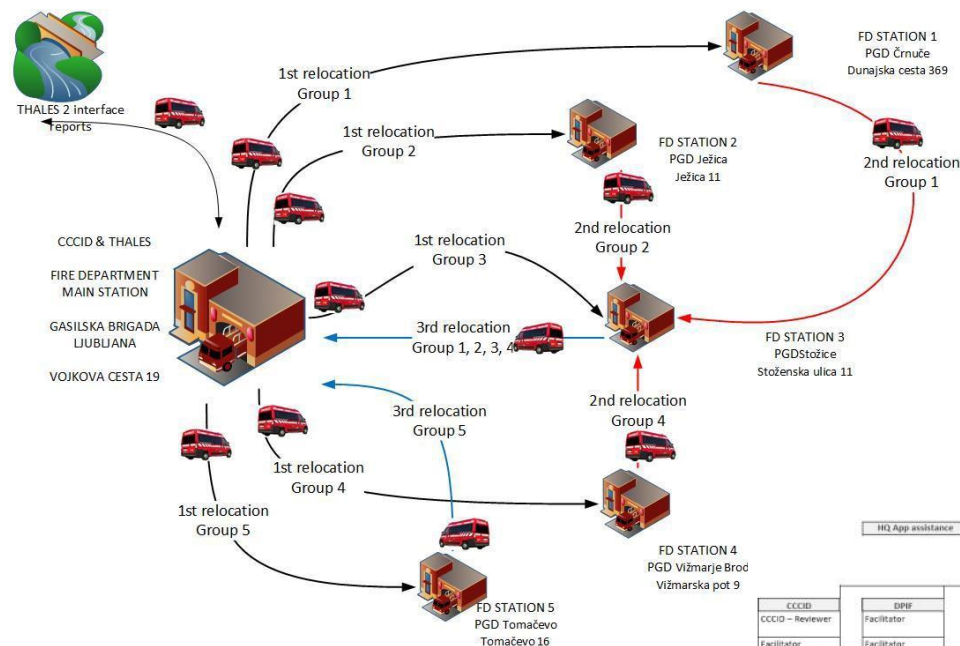 THALES 2 interface
reports
1st relocation
Group 1
1st relocation
Group 2
FD STATION 1
PGD Črnuče
Dunajska cesta 369
FD STATION 2
PGD Ježica
Ježica 11
2nd relocation
Group 1
2nd relocation
Group 2
CCCID & THALES
FIRE DEPARTMENT
MAIN STATION
GASILSKA BRIGADA
LJUBLJANA
VOJKOVA CESTA 19
1st relocation
Group 3
3rd relocation
Group 1, 2, 3, 4
FD STATION 3
PGDStožice
Stoženska ulica 11
3rd relocation
Group 5
2nd relocation
Group 4
1st relocation
Group 4
1st relocation
Group 5
FD STATION 4
PGD Vižmarje Brod
Vižmarska pot 9
FD STATION 5
PGD Tomačevo
Tomačevo 16
HQ App assistance
CCCID
CCCID – Reviewer
Facilitator
DPIF
Facilitator
Facilitator